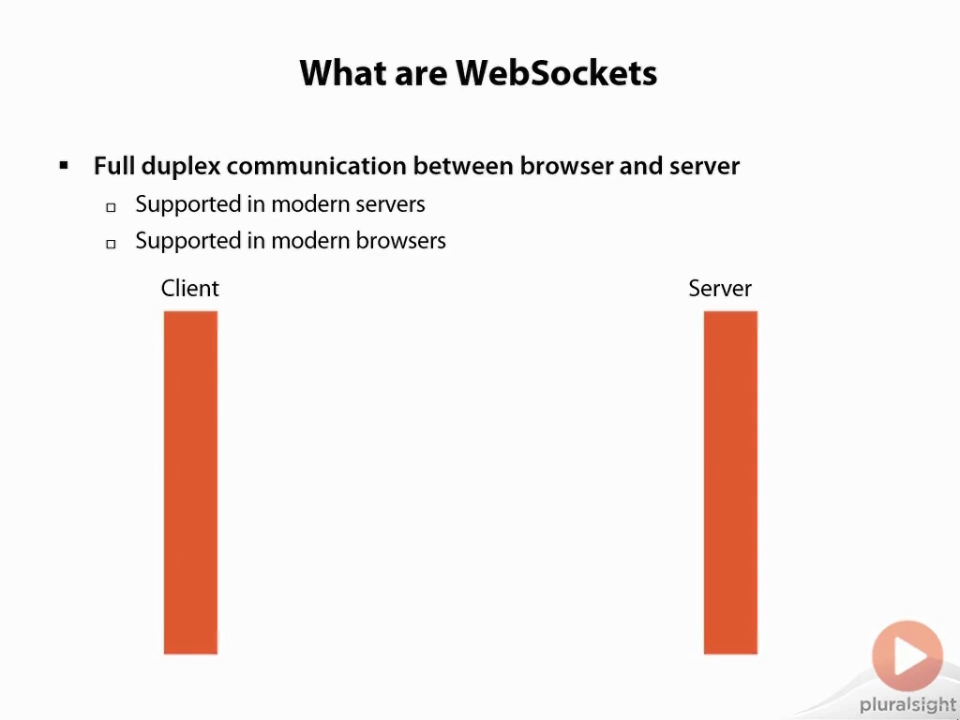 What are WebSockets
Full duplex communication between browser and server
Supported in modern servers
Supported in modern browsers
Client
Server
pluralsight